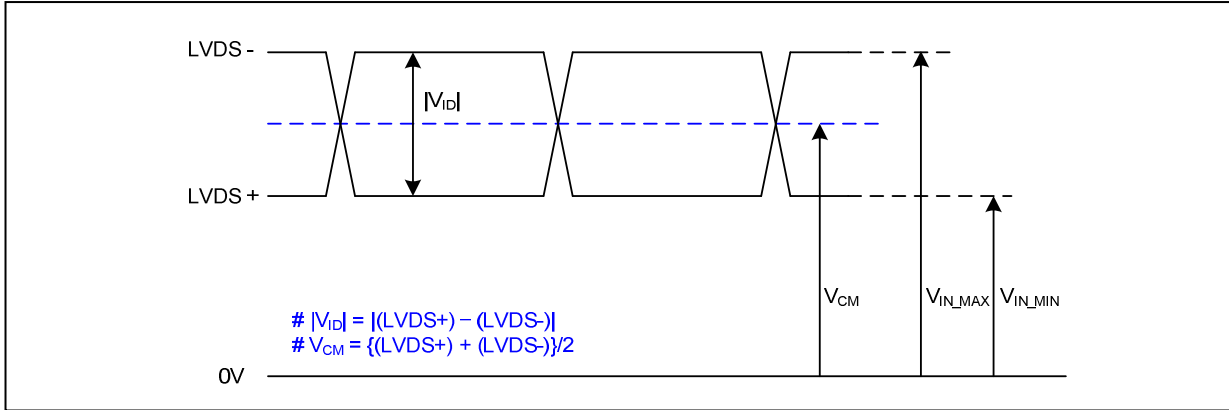 LVDS -
|VID|
LVDS +
VCM
VIN_MAX
VIN_MIN
# |VID| = |(LVDS+) – (LVDS-)|
# VCM = {(LVDS+) + (LVDS-)}/2
0V